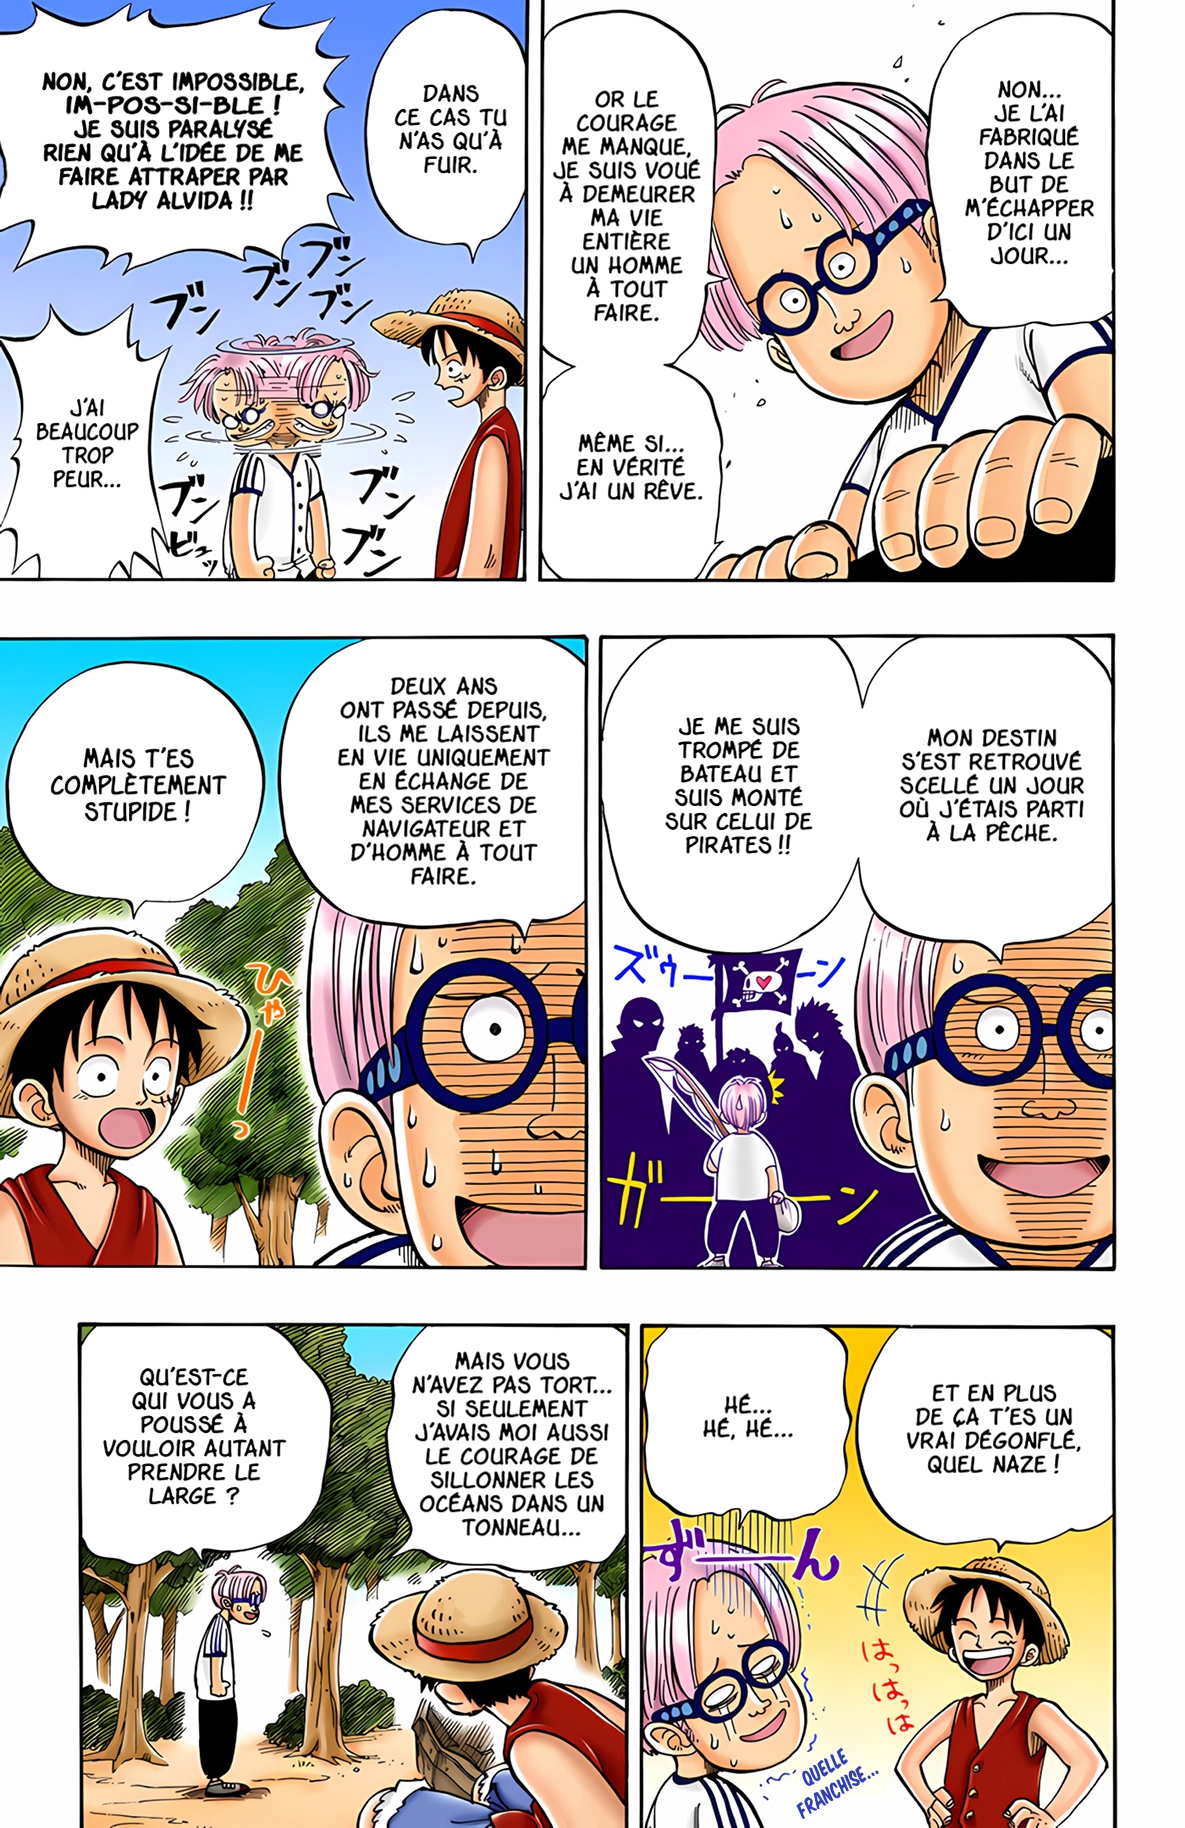 NON...
JE L'AI
FABRIQUÉ
DANS LE
BUT DE
M'ÉCHAPPER
D'ICI UN
JOUR...
OR LE
COURAGE
ME MANQUE,
JE SUIS VOUÉ
À DEMEURER
MA VIE
ENTIÈRE
UN HOMME
À TOUT
FAIRE.
MÊME SI...
EN VÉRITÉ
J'AI UN RÊVE.
DANS
CE CAS TU
N'AS QU'À
FUIR.
NON, C'EST IMPOSSIBLE,
IM-POS-SI-BLE !
JE SUIS PARALYSÉ
RIEN QU'À L'IDÉE DE ME
FAIRE ATTRAPER PAR
LADY ALVIDA !!
ブン
ブン
ブン
ブン
ブン
ブン
ブン
ビュッ
J'AI
BEAUCOUP
TROP
PEUR...
MON DESTIN
S'EST RETROUVÉ
SCELLÉ UN JOUR
OÙ J'ÉTAIS PARTI
À LA PÊCHE.
JE ME SUIS
TROMPÉ DE
BATEAU ET
SUIS MONTÉ
SUR CELUI DE
PIRATES !!
ズゥーーン
ガーーン
DEUX ANS
ONT PASSÉ DEPUIS,
ILS ME LAISSENT
EN VIE UNIQUEMENT
EN ÉCHANGE DE
MES SERVICES DE
NAVIGATEUR ET
D'HOMME À TOUT
FAIRE.
MAIS T'ES
COMPLÈTEMENT
STUPIDE !
ひゃーっ
ET EN PLUS
DE ÇA T'ES UN
VRAI DÉGONFLÉ,
QUEL NAZE !
はっはっはっは
HÉ...
HÉ, HÉ...
ずーーん
QUELLE
FRANCHISE...
MAIS VOUS
N'AVEZ PAS TORT...
SI SEULEMENT
J'AVAIS MOI AUSSI
LE COURAGE DE
SILLONNER LES
OCÉANS DANS UN
TONNEAU...
QU'EST-CE
QUI VOUS A
POUSSÉ À
VOULOIR AUTANT
PRENDRE LE
LARGE ?